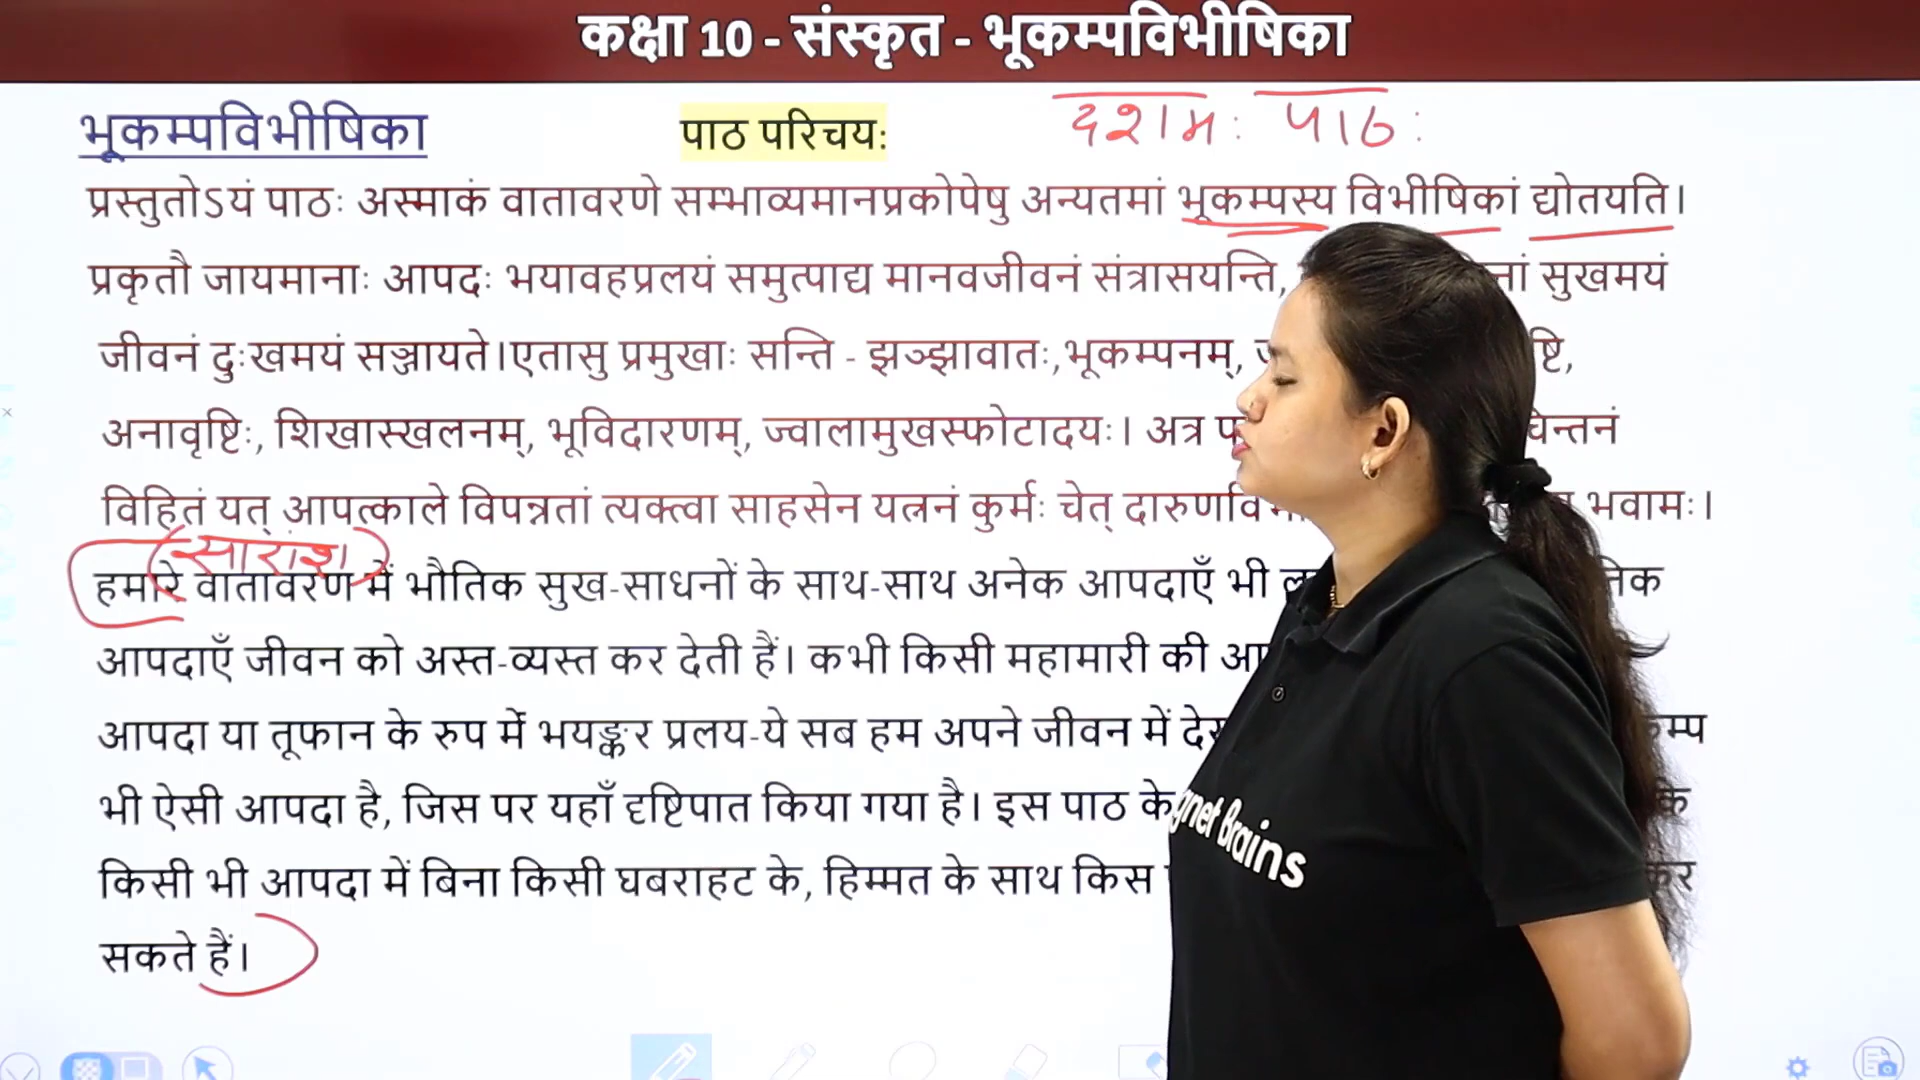 कक्षा 10 - संस्कृत - भूकम्पविभीषिका
भूकम्पविभीषिका पाठ परिचयः दशमः पाठः
प्रस्तुतोऽयं पाठः अस्माकं वातावरणे सम्भाव्यमानप्रकोपेषु अन्यतमां भूकम्पस्य विभीषिकां द्योतयति।
प्रकृतौ जायमानाः आपदः भयावहप्रलयं समुत्पाद्य मानवजीवनं संत्रासयन्ति, सुखमयं
जीवनं दुःखमयं सञ्जायते।एतासु प्रमुखाः सन्ति - झञ्झावातः,भूकम्पनम्,
अनावृष्टिः, शिखास्खलनम्, भूविदारणम्, ज्वालामुखस्फोटादयः। अत्र
विहितं यत् आपत्काले विपन्नतां त्यक्त्वा साहसेन यत्नं कुर्मः चेत् भवामः।
सारांश
हमारे वातावरण में भौतिक सुख-साधनों के साथ-साथ अनेक आपदाएँ भी
आपदाएँ जीवन को अस्त-व्यस्त कर देती हैं। कभी किसी महामारी की
आपदा या तूफान के रुप में भयङ्कर प्रलय-ये सब हम अपने जीवन में
भी ऐसी आपदा है, जिस पर यहाँ दृष्टिपात किया गया है। इस पाठ के
किसी भी आपदा में बिना किसी घबराहट के, हिम्मत के साथ किस
सकते हैं।
gnet Brains